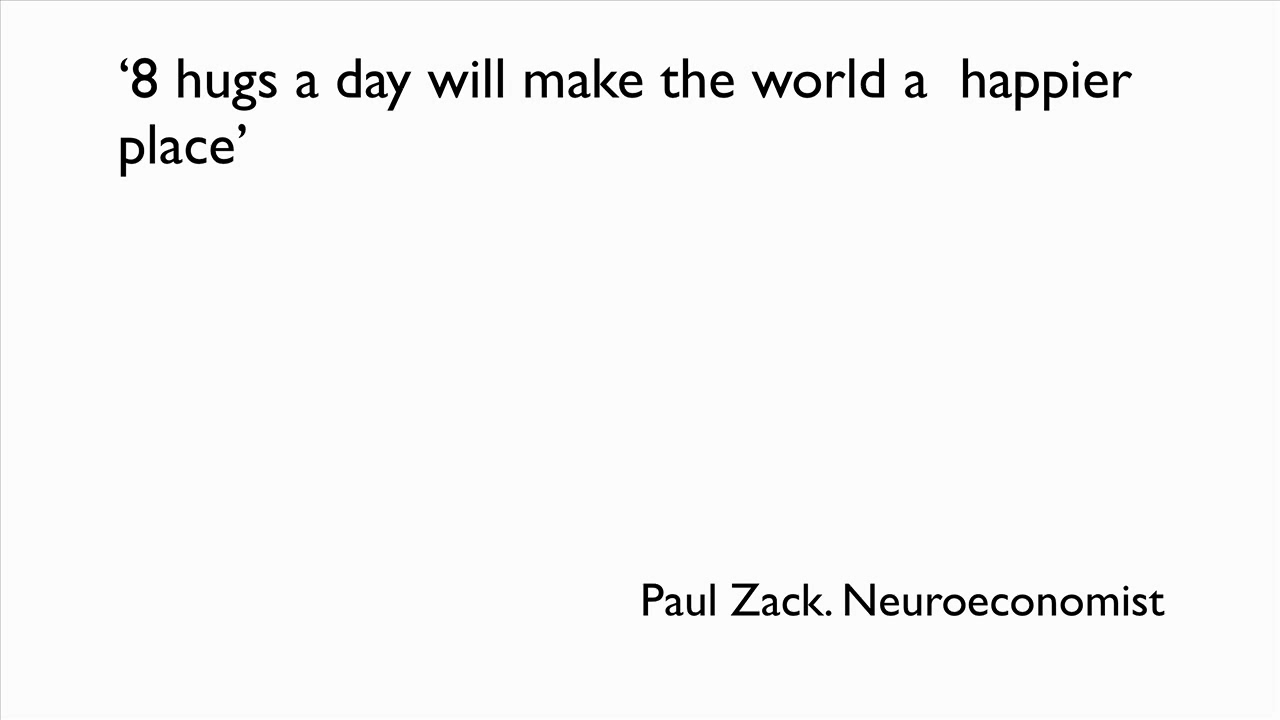 ‘8 hugs a day will make the world a  happier
place’
Paul Zack. Neuroeconomist